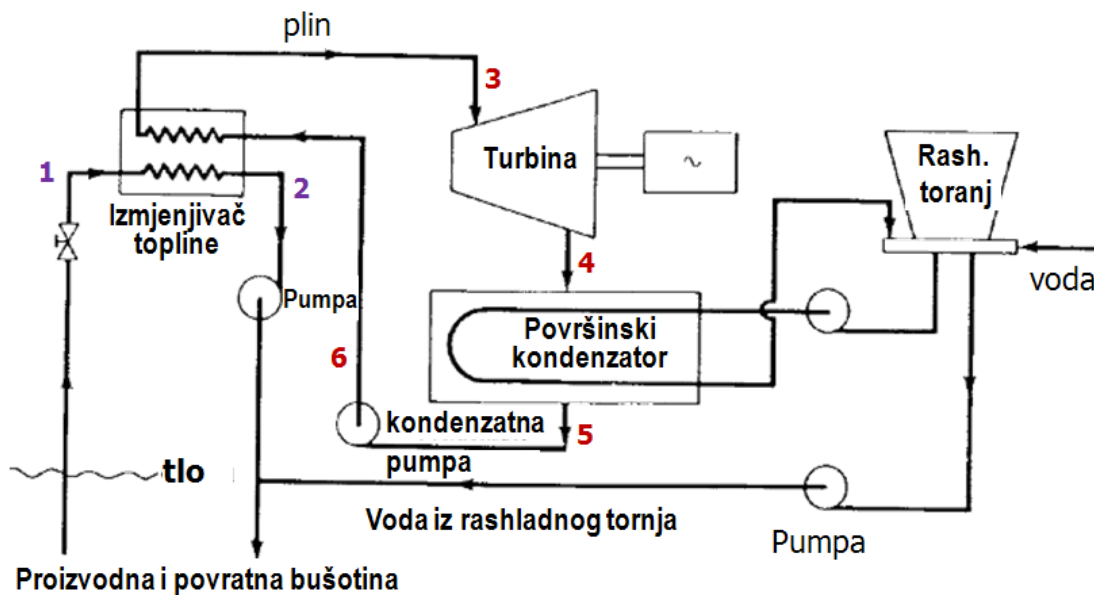 plin
3
Turbina
~
Rash.
toranj
1
2
Izmjenjivač
topline
4
voda
Pumpa
Površinski
kondenzator
6
kondenzatna
pumpa
5
tlo
Voda iz rashladnog tornja
Pumpa
Proizvodna i povratna bušotina